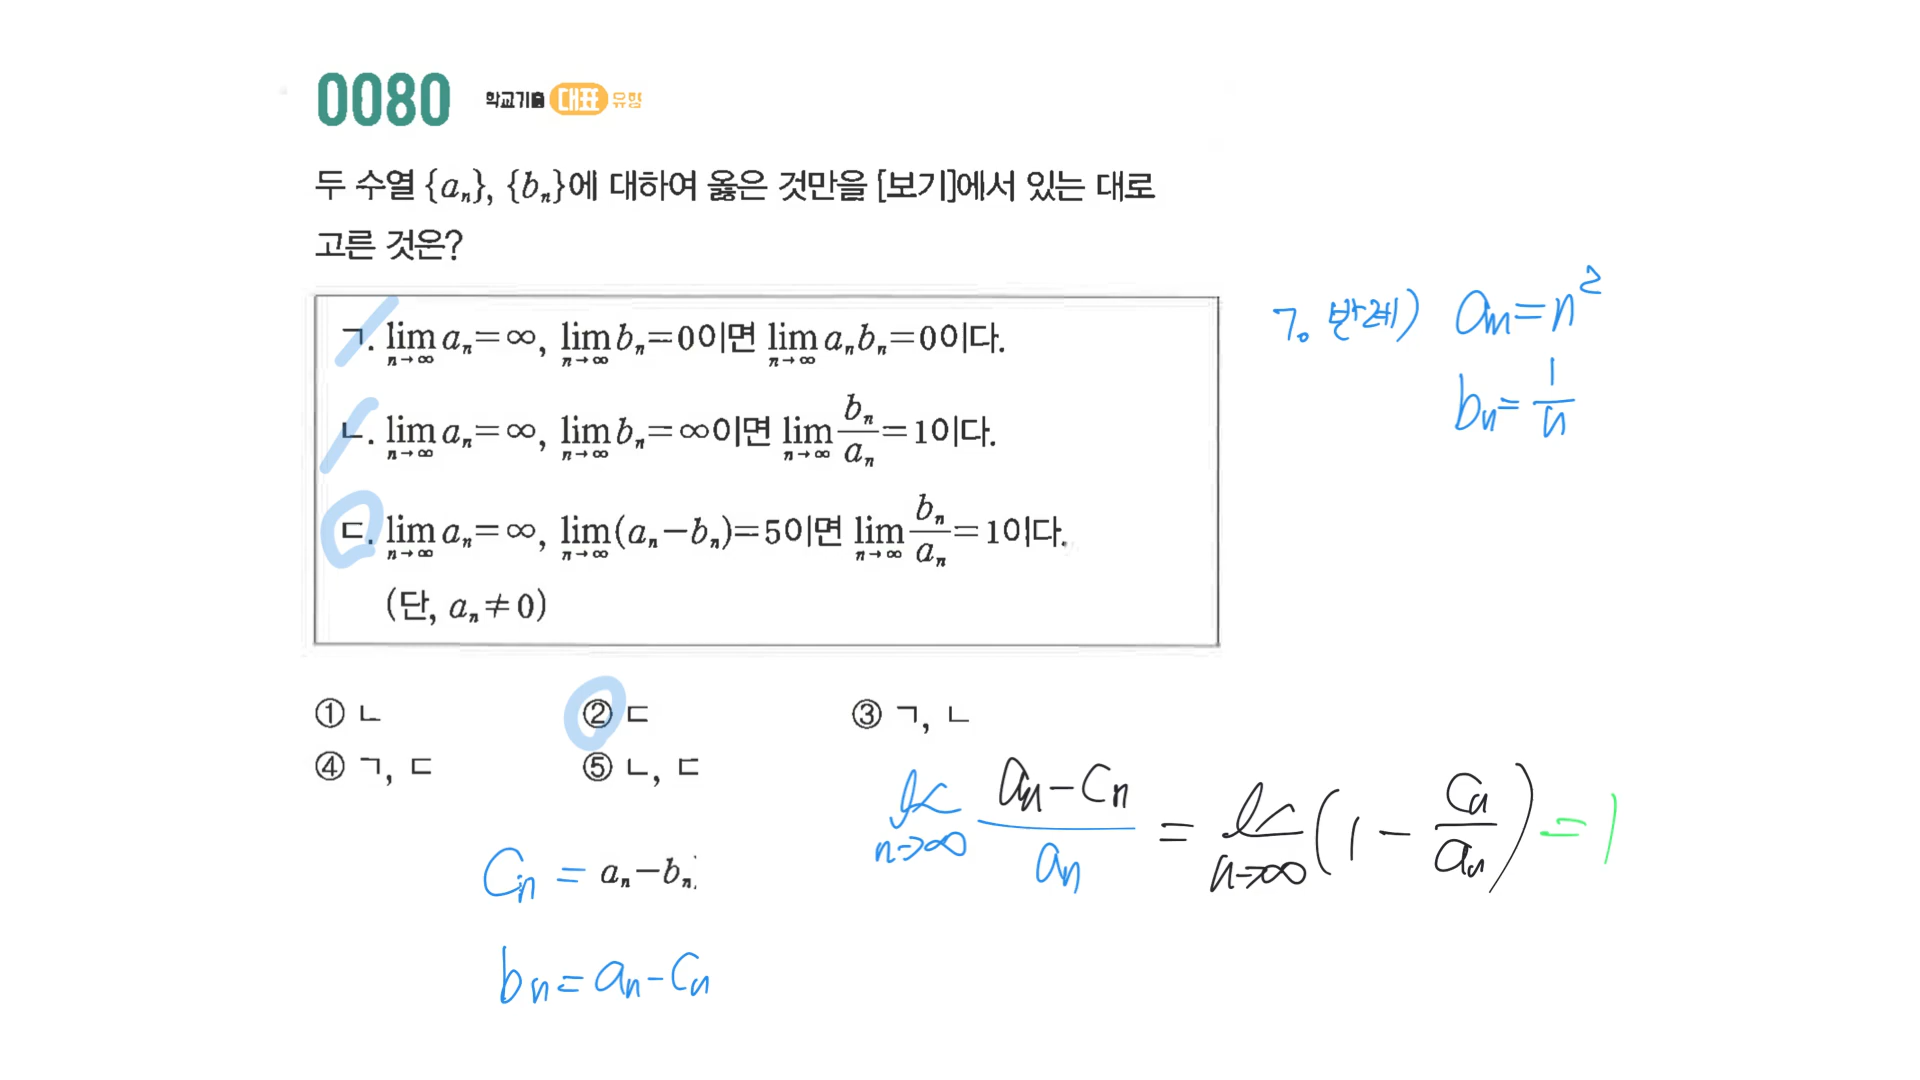 0080 학교기출 대표 유형
두 수열 {aₙ}, {bₙ}에 대하여 옳은 것만을 [보기]에서 있는 대로
고른 것은?
ㄱ. lim_{n→∞} aₙ=∞, lim_{n→∞} bₙ=0이면 lim_{n→∞} aₙbₙ=0이다.
ㄴ. lim_{n→∞} aₙ=∞, lim_{n→∞} bₙ=∞이면 lim_{n→∞} bₙ/aₙ=1이다.
ㄷ. lim_{n→∞} aₙ=∞, lim_{n→∞}(aₙ-bₙ)=5이면 lim_{n→∞} bₙ/aₙ=1이다.
(단, aₙ≠0)
ㄱ. 반례) aₙ=n²
bₙ=1/n
① ㄴ ② ㄷ ③ ㄱ, ㄴ
④ ㄱ, ㄷ ⑤ ㄴ, ㄷ
lim_{n→∞} (aₙ-cₙ)/aₙ = lim_{n→∞} (1-cₙ/aₙ) = 1
Cₙ = aₙ-bₙ
bₙ=aₙ-cₙ